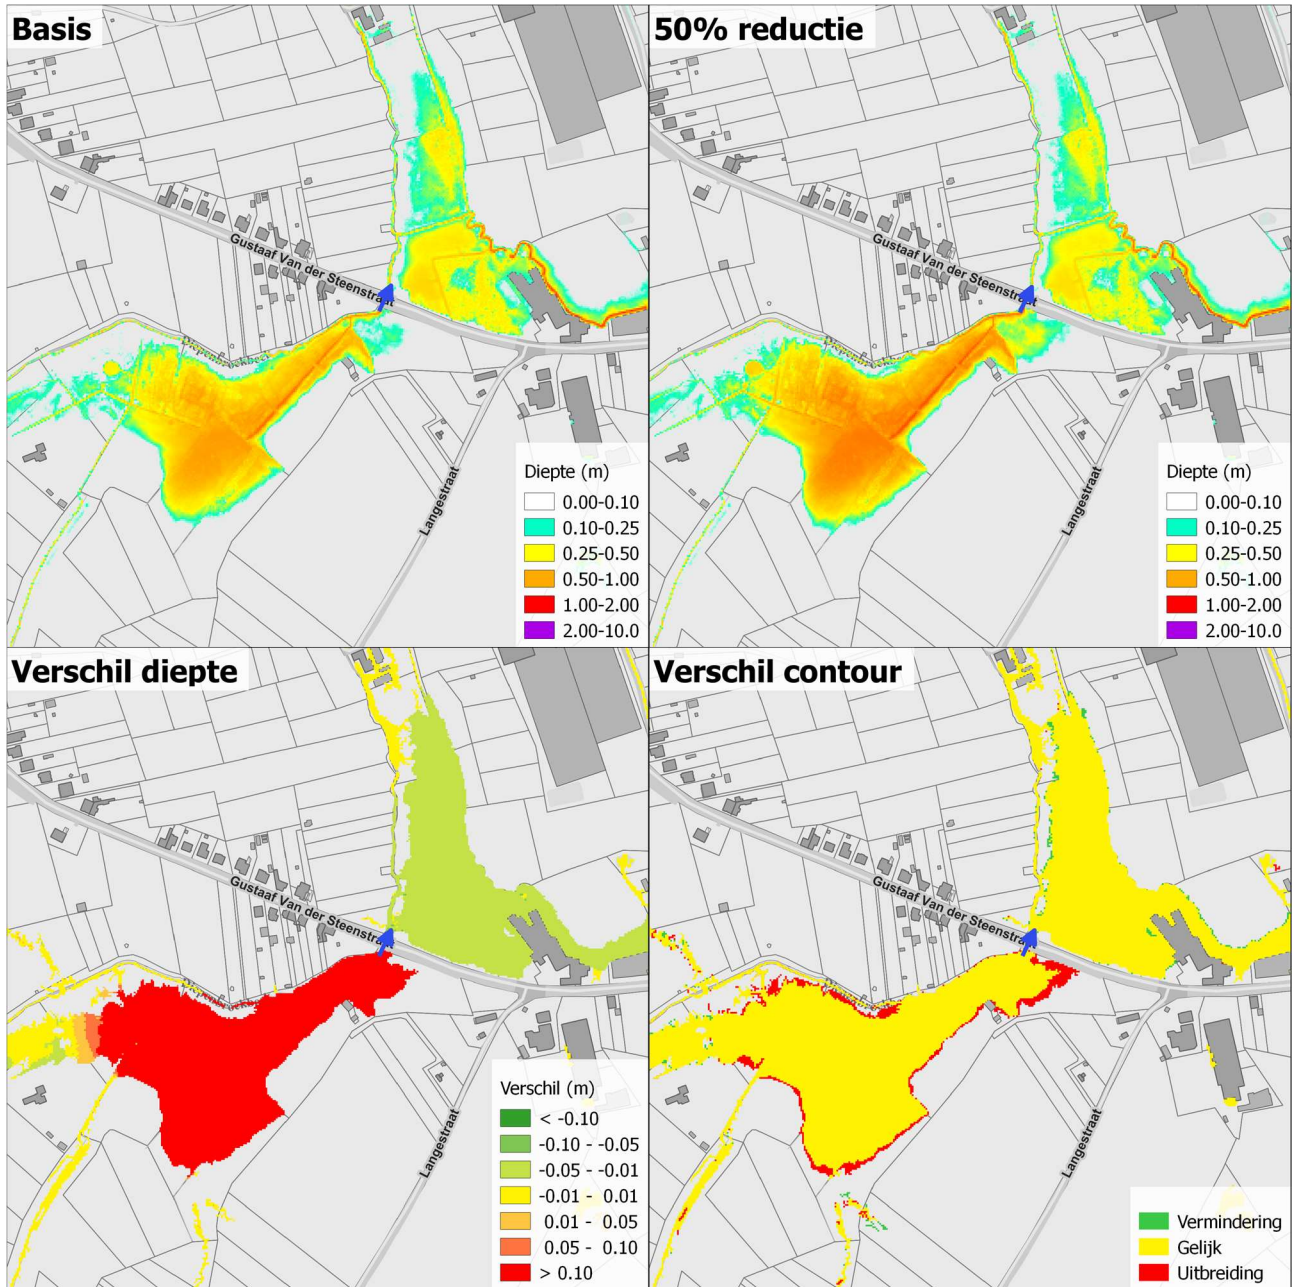 Basis
Gustaaf Van der Steenstraat
Langestraat
Diepte (m)
0.00-0.10
0.10-0.25
0.25-0.50
0.50-1.00
1.00-2.00
2.00-10.0
50% reductie
Gustaaf Van der Steenstraat
Langestraat
Diepte (m)
0.00-0.10
0.10-0.25
0.25-0.50
0.50-1.00
1.00-2.00
2.00-10.0
Verschil diepte
Gustaaf Van der Steenstraat
Langestraat
Verschil (m)
< -0.10
-0.10 - -0.05
-0.05 - -0.01
-0.01 - 0.01
0.01 - 0.05
0.05 - 0.10
> 0.10
Verschil contour
Gustaaf Van der Steenstraat
Langestraat
Vermindering
Gelijk
Uitbreiding